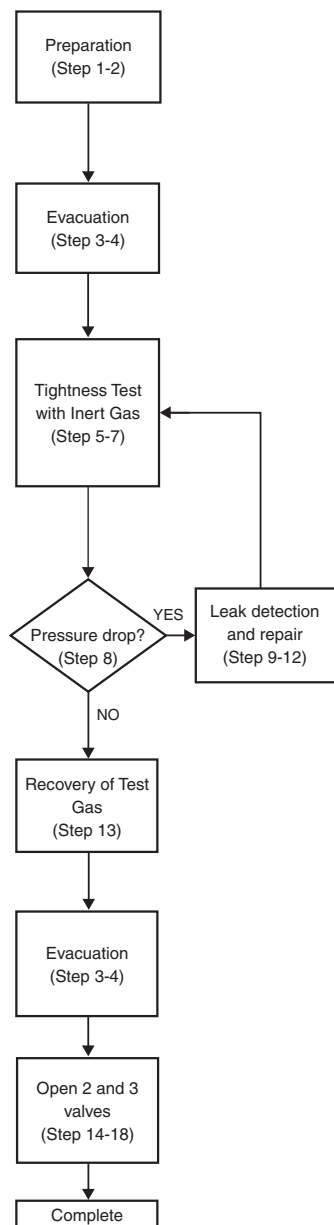 Preparation
(Step 1-2)
Evacuation
(Step 3-4)
Tightness Test
with Inert Gas
(Step 5-7)
Pressure drop?
(Step 8)
YES
Leak detection
and repair
(Step 9-12)
NO
Recovery of Test
Gas
(Step 13)
Evacuation
(Step 3-4)
Open 2 and 3
valves
(Step 14-18)
Complete